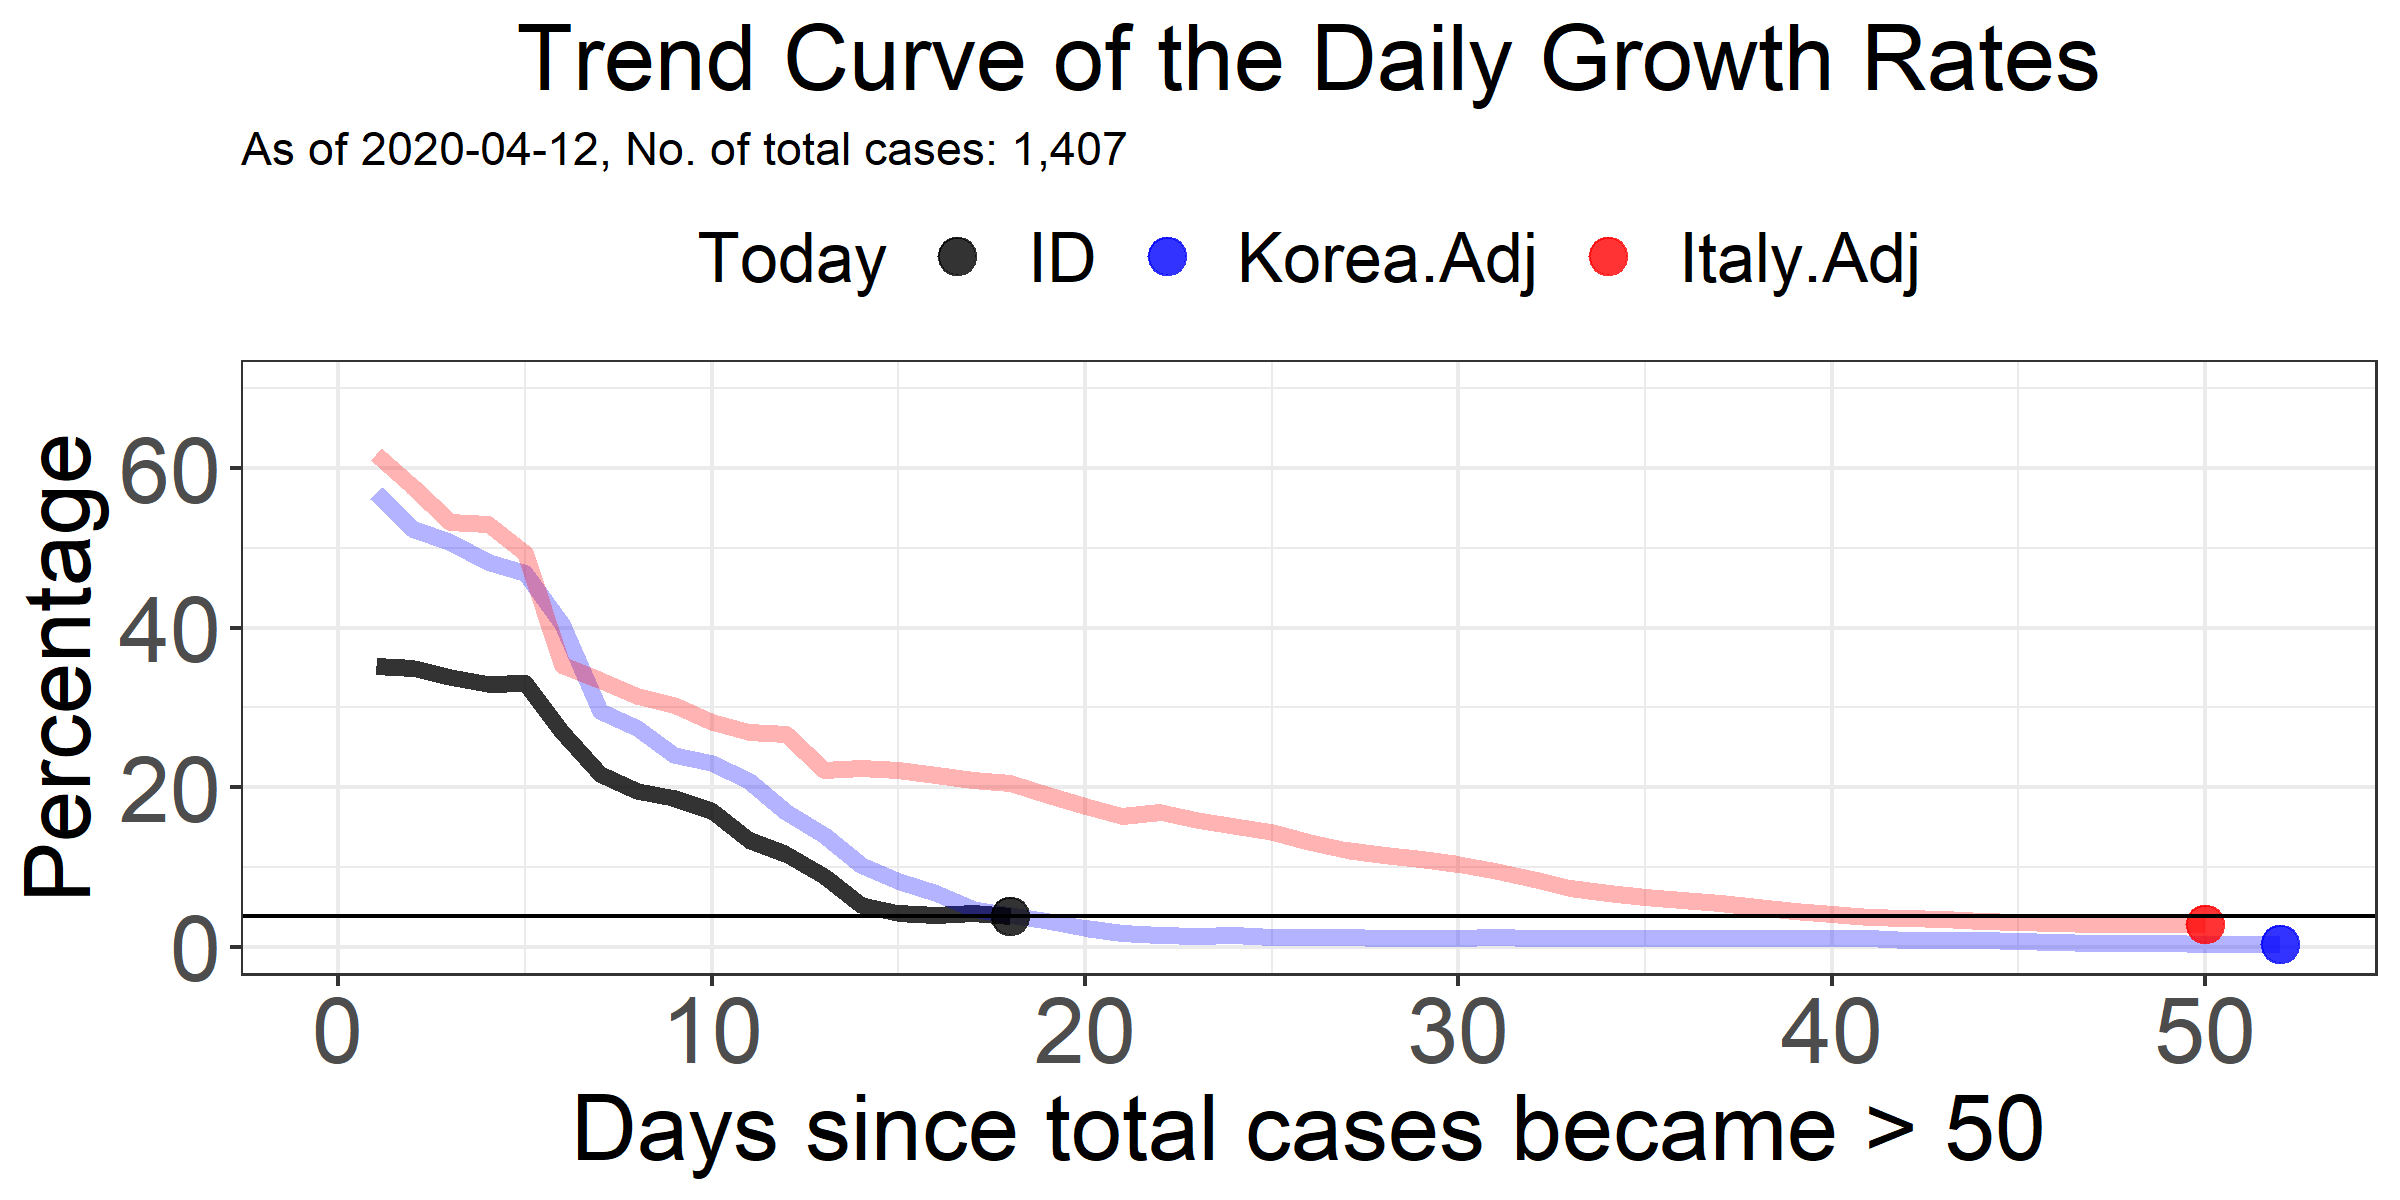 Trend Curve of the Daily Growth Rates
As of 2020-04-12, No. of total cases: 1,407
Today ID Korea.Adj Italy.Adj
Percentage
60
40
20
0
0 10 20 30 40 50
Days since total cases became > 50